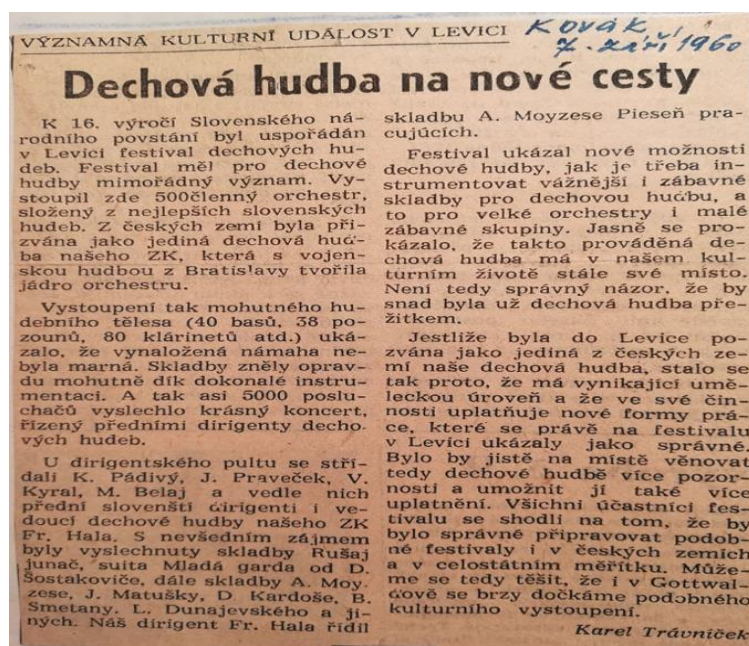 VÝZNAMNÁ KULTURNÍ UDÁLOST V LEVICI
Kovák
7. září 1960
Dechová hudba na nové cesty
K 16. výročí Slovenského ná-
rodního povstání byl uspořádán
v Levici festival dechových hu-
deb. Festival měl pro dechové
hudby mimořádný význam. Vy-
stoupil zde 500členný orchestr,
složený z nejlepších slovenských
hudeb. Z českých zemí byla při-
zvána jako jediná dechová hud-
ba našeho ZK, která s vojen-
skou hudbou z Bratislavy tvořila
jádro orchestru.
Vystoupení tak mohutného hu-
debního tělesa (40 basů, 38 po-
zounů, 80 klárinetů atd.) uká-
zalo, že vynaložená námaha ne-
byla marná. Skladby zněly oprav-
du mohutně dík dokonalé instru-
mentaci. A tak asi 5000 poslu-
chačů vyslechlo krásný koncert,
řízený předními dirigenty decho-
vých hudeb.
U dirigentského pultu se stří-
dali K. Pádivý, J. Praveček, V.
Kyral, M. Belaj a vedle nich
přední slovenští dirigenti i ve-
doucí dechové hudby našeho ZK
Fr. Hala. S nevšedním zájmem
byly vyslechnuty skladby Rušaj
junač, suita Mladá garda od D.
Šostakoviče, dále skladby A. Moy-
zese, J. Matušky, D. Kardoše, B.
Smetany. L. Dunajevského a ji-
ných. Náš dirigent Fr. Hala řídil
skladbu A. Moyzese Pieseň pra-
cujúcich.
Festival ukázal nové možnosti
dechové hudby, jak je třeba in-
strumentovat vážnější i zábavné
skladby pro dechovou hudbu, a
to pro velké orchestry i malé
zábavné skupiny. Jasně se pro-
kázalo, že takto prováděná de-
chová hudba má v našem kul-
turním životě stále své místo.
Není tedy správný názor, že by
snad byla už dechová hudba pře-
žitkem.
Jestliže byla do Levice po-
zvána jako jediná z českých ze-
mí naše dechová hudba, stalo se
tak proto, že má vynikající umě-
leckou úroveň a že ve své čin-
nosti uplatňuje nové formy prá-
ce, které se právě na festivalu
v Levici ukázaly jako správné.
Bylo by jistě na místě věnovat
tedy dechové hudbě více pozor-
nosti a umožnit jí také více
uplatnění. Všichni účastníci fes-
tivalu se shodli na tom, že by
bylo správné připravovat podob-
né festivaly i v českých zemích
a v celostátním měřítku. Může-
me se tedy těšit, že i v Gottwal-
dově se brzy dočkáme podobného
kulturního vystoupení.
Karel Trávníček